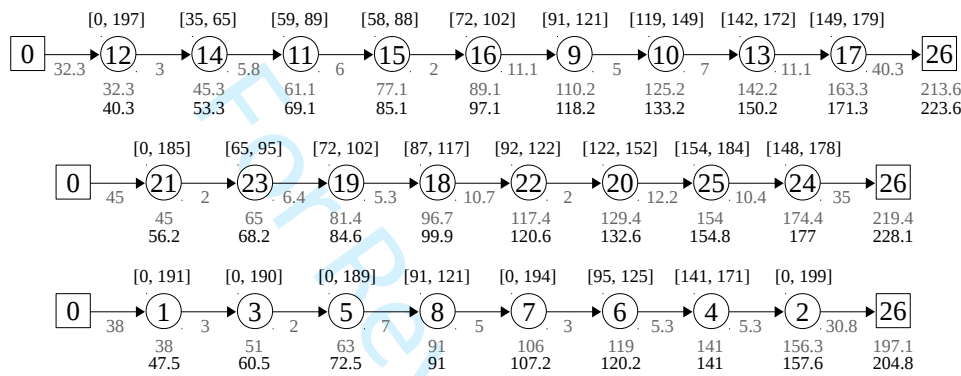 [0, 197] [35, 65] [59, 89] [58, 88] [72, 102] [91, 121] [119, 149] [142, 172] [149, 179]
0 12 14 11 15 16 9 10 13 17 26
32.3 3 5.8 6 2 11.1 5 7 11.1 40.3
32.3 45.3 61.1 77.1 89.1 110.2 125.2 142.2 163.3 213.6
40.3 53.3 69.1 85.1 97.1 118.2 133.2 150.2 171.3 223.6
[0, 185] [65, 95] [72, 102] [87, 117] [92, 122] [122, 152] [154, 184] [148, 178]
0 21 23 19 18 22 20 25 24 26
45 2 6.4 5.3 10.7 2 12.2 10.4 35
45 65 81.4 96.7 117.4 129.4 154 174.4 219.4
56.2 68.2 84.6 99.9 120.6 132.6 154.8 177 228.1
[0, 191] [0, 190] [0, 189] [91, 121] [0, 194] [95, 125] [141, 171] [0, 199]
0 1 3 5 8 7 6 4 2 26
38 3 2 7 5 3 5.3 5.3 30.8
38 51 63 91 106 119 141 156.3 197.1
47.5 60.5 72.5 91 107.2 120.2 141 157.6 204.8
For Rev